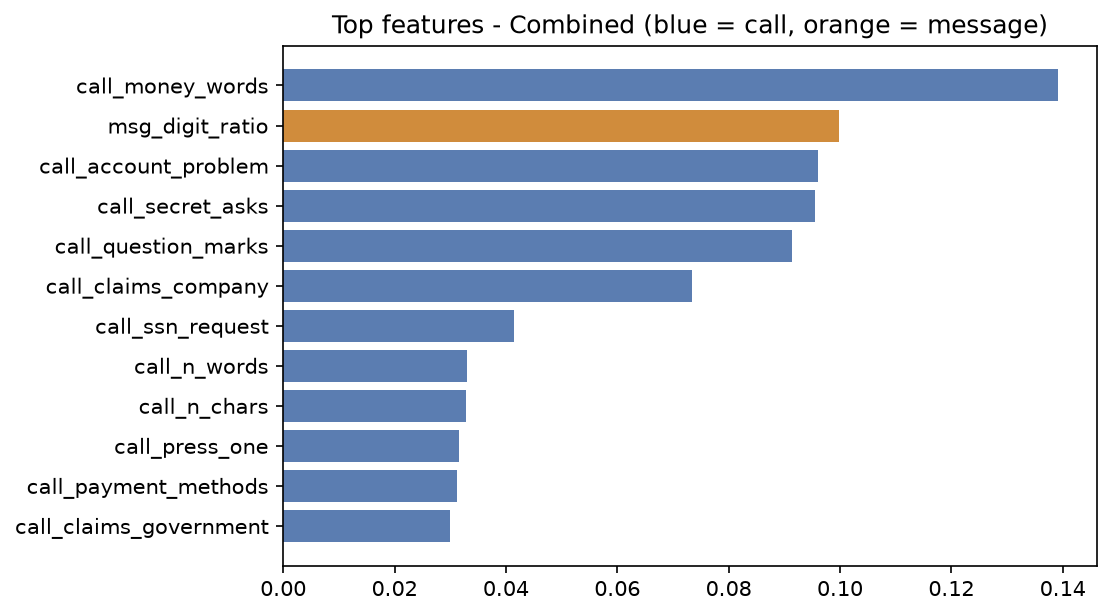 Top features - Combined (blue = call, orange = message)
call_money_words
msg_digit_ratio
call_account_problem
call_secret_asks
call_question_marks
call_claims_company
call_ssn_request
call_n_words
call_n_chars
call_press_one
call_payment_methods
call_claims_government
0.00 0.02 0.04 0.06 0.08 0.10 0.12 0.14